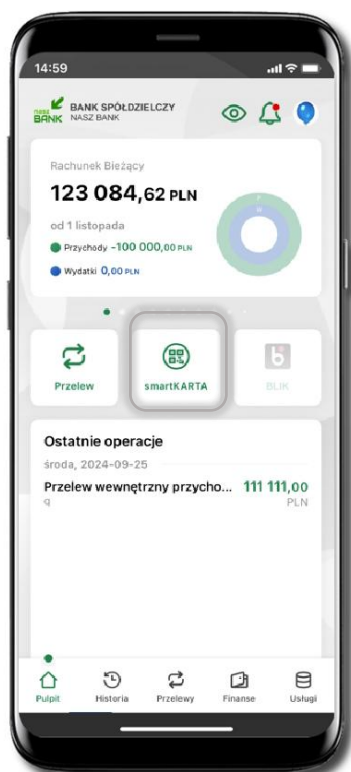 14:59
nasz BANK
BANK SPÓŁDZIELCZY
NASZ BANK
Rachunek Bieżący
123 084,62 PLN
od 1 listopada
Przychody -100 000,00 PLN
Wydatki 0,00 PLN
Przelew
smartKARTA
BLIK
Ostatnie operacje
środa, 2024-09-25
Przelew wewnętrzny przycho... 111 111,00
q PLN
Pulpit
Historia
Przelewy
Finanse
Usługi